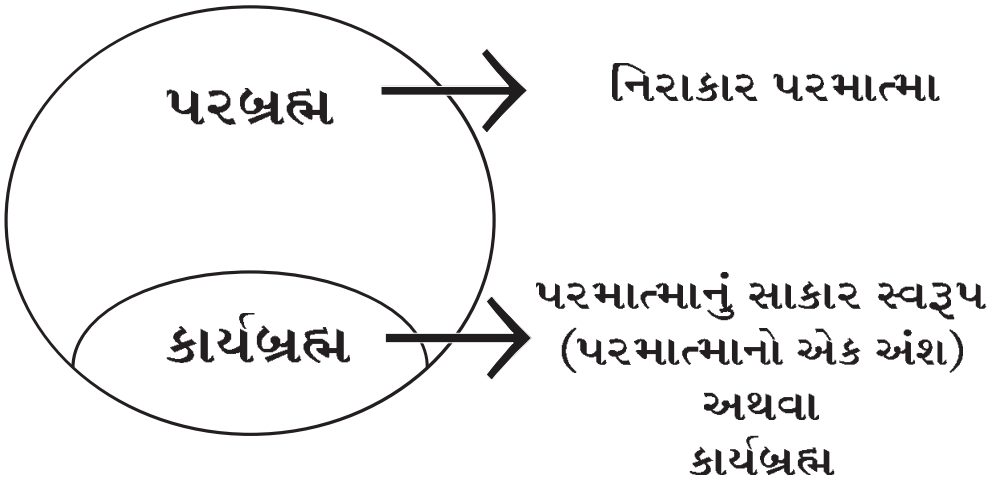 પરબ્રહ્મ
નિરાકાર પરમાત્મા
કાર્યબ્રહ્મ
પરમાત્માનું સાકાર સ્વરૂપ
(પરમાત્માનો એક અંશ)
અથવા
કાર્યબ્રહ્મ